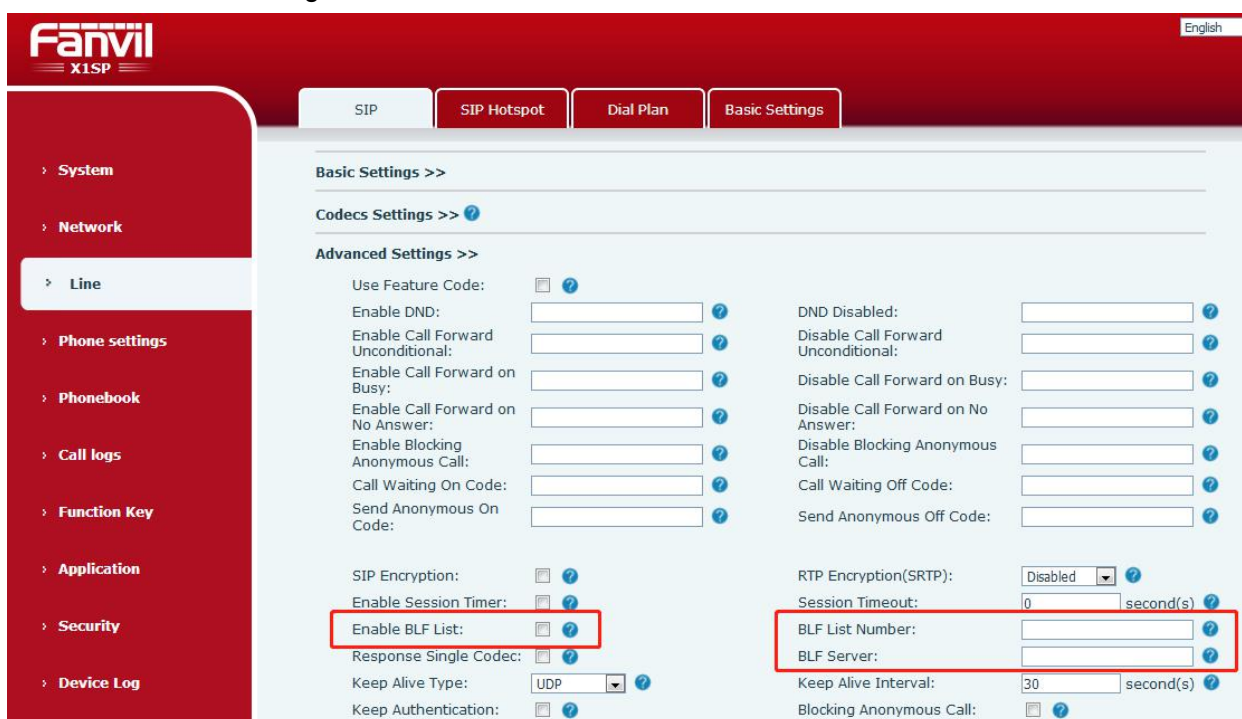 Fanvil
X1SP
English
SIP
SIP Hotspot
Dial Plan
Basic Settings
System
Network
Line
Phone settings
Phonebook
Call logs
Function Key
Application
Security
Device Log
Basic Settings >>
Codecs Settings >> ?
Advanced Settings >>
Use Feature Code: ?
Enable DND: ? DND Disabled: ?
Enable Call Forward
Unconditional: ? Disable Call Forward
Unconditional: ?
Enable Call Forward on
Busy: ? Disable Call Forward on Busy: ?
Enable Call Forward on
No Answer: ? Disable Call Forward on No
Answer: ?
Enable Blocking
Anonymous Call: ? Disable Blocking Anonymous
Call: ?
Call Waiting On Code: ? Call Waiting Off Code: ?
Send Anonymous On
Code: ? Send Anonymous Off Code: ?
SIP Encryption: ? RTP Encryption(SRTP): Disabled ?
Enable Session Timer: ? Session Timeout: 0 second(s) ?
Enable BLF List: ? BLF List Number: ?
Response Single Codec: ? BLF Server: ?
Keep Alive Type: UDP ? Keep Alive Interval: 30 second(s) ?
Keep Authentication: ? Blocking Anonymous Call: ?